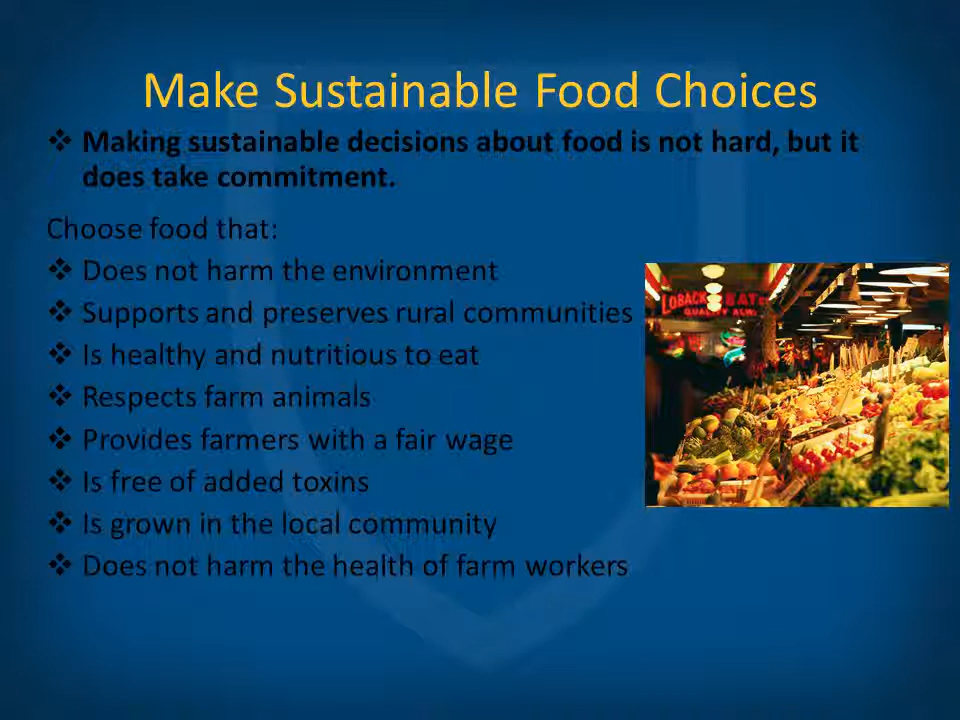 Make Sustainable Food Choices
❖ Making sustainable decisions about food is not hard, but it
does take commitment.
Choose food that:
❖ Does not harm the environment
❖ Supports and preserves rural communities
❖ Is healthy and nutritious to eat
❖ Respects farm animals
❖ Provides farmers with a fair wage
❖ Is free of added toxins
❖ Is grown in the local community
❖ Does not harm the health of farm workers